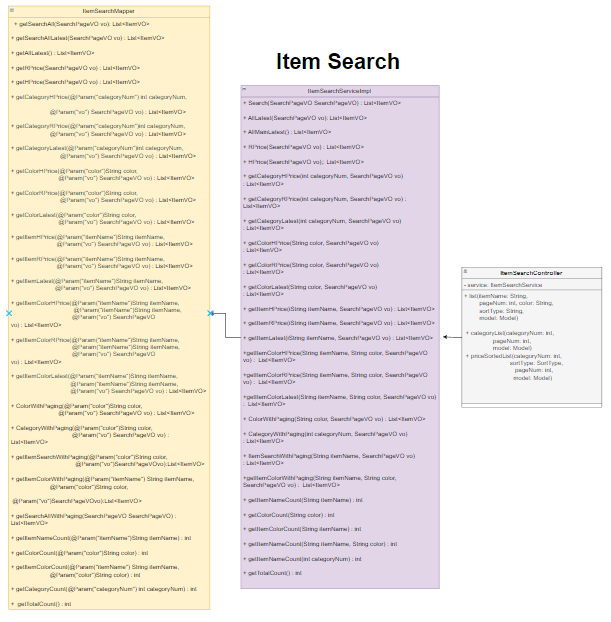 ItemSearchMapper
+ getSearchAll(SearchPageVO vo): List<ItemVO>
+ getSearchAllLatest(SearchPageVO vo) : List<ItemVO>
+ getAllLatest() : List<ItemVO>
+ getRPrice(SearchPageVO vo) : List<ItemVO>
+ getHPrice(SearchPageVO vo) : List<ItemVO>
+ getCategoryHPrice(@Param("categoryNum") int categoryNum,
@Param("vo") SearchPageVO vo) : List<ItemVO>
+ getCategoryRPrice(@Param("categoryNum")int categoryNum,
@Param("vo") SearchPageVO vo) : List<ItemVO>
+ getCategoryLatest(@Param("categoryNum")int categoryNum,
@Param("vo") SearchPageVO vo) : List<ItemVO>
+ getColorHPrice(@Param("color")String color,
@Param("vo") SearchPageVO vo) : List<ItemVO>
+ getColorRPrice(@Param("color")String color,
@Param("vo") SearchPageVO vo) : List<ItemVO>
+ getColorLatest(@Param("color")String color,
@Param("vo") SearchPageVO vo) : List<ItemVO>
+ getItemHPrice(@Param("itemName")String itemName,
@Param("vo") SearchPageVO vo) : List<ItemVO>
+ getItemRPrice(@Param("itemName")String itemName,
@Param("vo") SearchPageVO vo) : List<ItemVO>
+ getItemLatest(@Param("itemName")String itemName,
@Param("vo") SearchPageVO vo) : List<ItemVO>
+ getItemColorHPrice(@Param("itemName")String itemName,
@Param("itemName")String itemName,
@Param("vo") SearchPageVO
vo) : List<ItemVO>
+ getItemColorRPrice(@Param("itemName")String itemName,
@Param("itemName")String itemName,
@Param("vo") SearchPageVO
vo) : List<ItemVO>
+ getItemColorLatest(@Param("itemName")String itemName,
@Param("itemName")String itemName,
@Param("vo") SearchPageVO vo) : List<ItemVO>
+ ColorWithPaging(@Param("color")String color,
@Param("vo") SearchPageVO vo) : List<ItemVO>
+ CategoryWithPaging(@Param("color")String color,
@Param("vo") SearchPageVO vo) :
List<ItemVO>
+ getItemSearchWithPaging(@Param("color")String color,
@Param("vo")SearchPageVOvo):List<ItemVO>
+ getItemColorWithPaging(@Param("itemName") String itemName,
@Param("color")String color,
@Param("vo")SearchPageVOvo):List<ItemVO>
+ getSearchAllWithPaging(SearchPageVO SearchPageVO) :
List<ItemVO>
+ getItemNameCount(@Param("itemName")String itemName) : int
+ getColorCount(@Param("color")String color) : int
+ getItemColorCount(@Param("itemName") String itemName,
@Param("color")String color) : int
+ getCategoryCount(@Param("categoryNum") int categoryNum) : int
+ getTotalCount() : int
Item Search
ItemSearchServiceImpl
+ Search(SearchPageVO SearchPageVO) : List<ItemVO>
+ AllLatest(SearchPageVO vo): List<ItemVO>
+ AllMainLatest() : List<ItemVO>
+ RPrice(SearchPageVO vo) : List<ItemVO>
+ HPrice(SearchPageVO vo); List<ItemVO>
+ getCategoryHPrice(int categoryNum, SearchPageVO vo)
: List<ItemVO>
+ getCategoryRPrice(int categoryNum, SearchPageVO vo) :
List<ItemVO>
+ getCategoryLatest(int categoryNum, SearchPageVO vo)
: List<ItemVO>
+ getColorHPrice(String color, SearchPageVO vo)
: List<ItemVO>
+ getColorRPrice(String color, SearchPageVO vo)
: List<ItemVO>
+ getColorLatest(String color, SearchPageVO vo)
: List<ItemVO>
+ getItemHPrice(String itemName, SearchPageVO vo) : List<ItemVO>
+ getItemRPrice(String itemName, SearchPageVO vo) : List<ItemVO>
+ getItemLatest(String itemName, SearchPageVO vo) : List<ItemVO>
+getItemColorHPrice(String itemName, String color, SearchPageVO
vo) : List<ItemVO>
+getItemColorRPrice(String itemName, String color, SearchPageVO
vo) : List<ItemVO>
+getItemColorLatest(String itemName, String color, SearchPageVO vo)
: List<ItemVO>
+ ColorWithPaging(String color, SearchPageVO vo) : List<ItemVO>
+ CategoryWithPaging(int categoryNum, SearchPageVO vo)
: List<ItemVO>
+ ItemSearchWithPaging(String itemName, SearchPageVO vo)
: List<ItemVO>
+getItemColorWithPaging(String itemName, String color,
SearchPageVO vo) : List<ItemVO>
+ getItemNameCount(String itemName) : int
+ getColorCount(String color) : int
+ getItemColorCount(String itemName) : int
+ getItemNameCount(String itemName, String color) : int
+ getItemNameCount(int categoryNum) : int
+ getTotalCount() : int
ItemSearchController
- service: ItemSearchService
+ list(itemName: String,
pageNum: int, color: String,
sortType: String,
model: Model)
+ categoryList(categoryNum: int,
pageNum: int,
model: Model)
+ priceSortedList(categoryNum: int,
sortType: SortType,
pageNum: int,
model: Model)